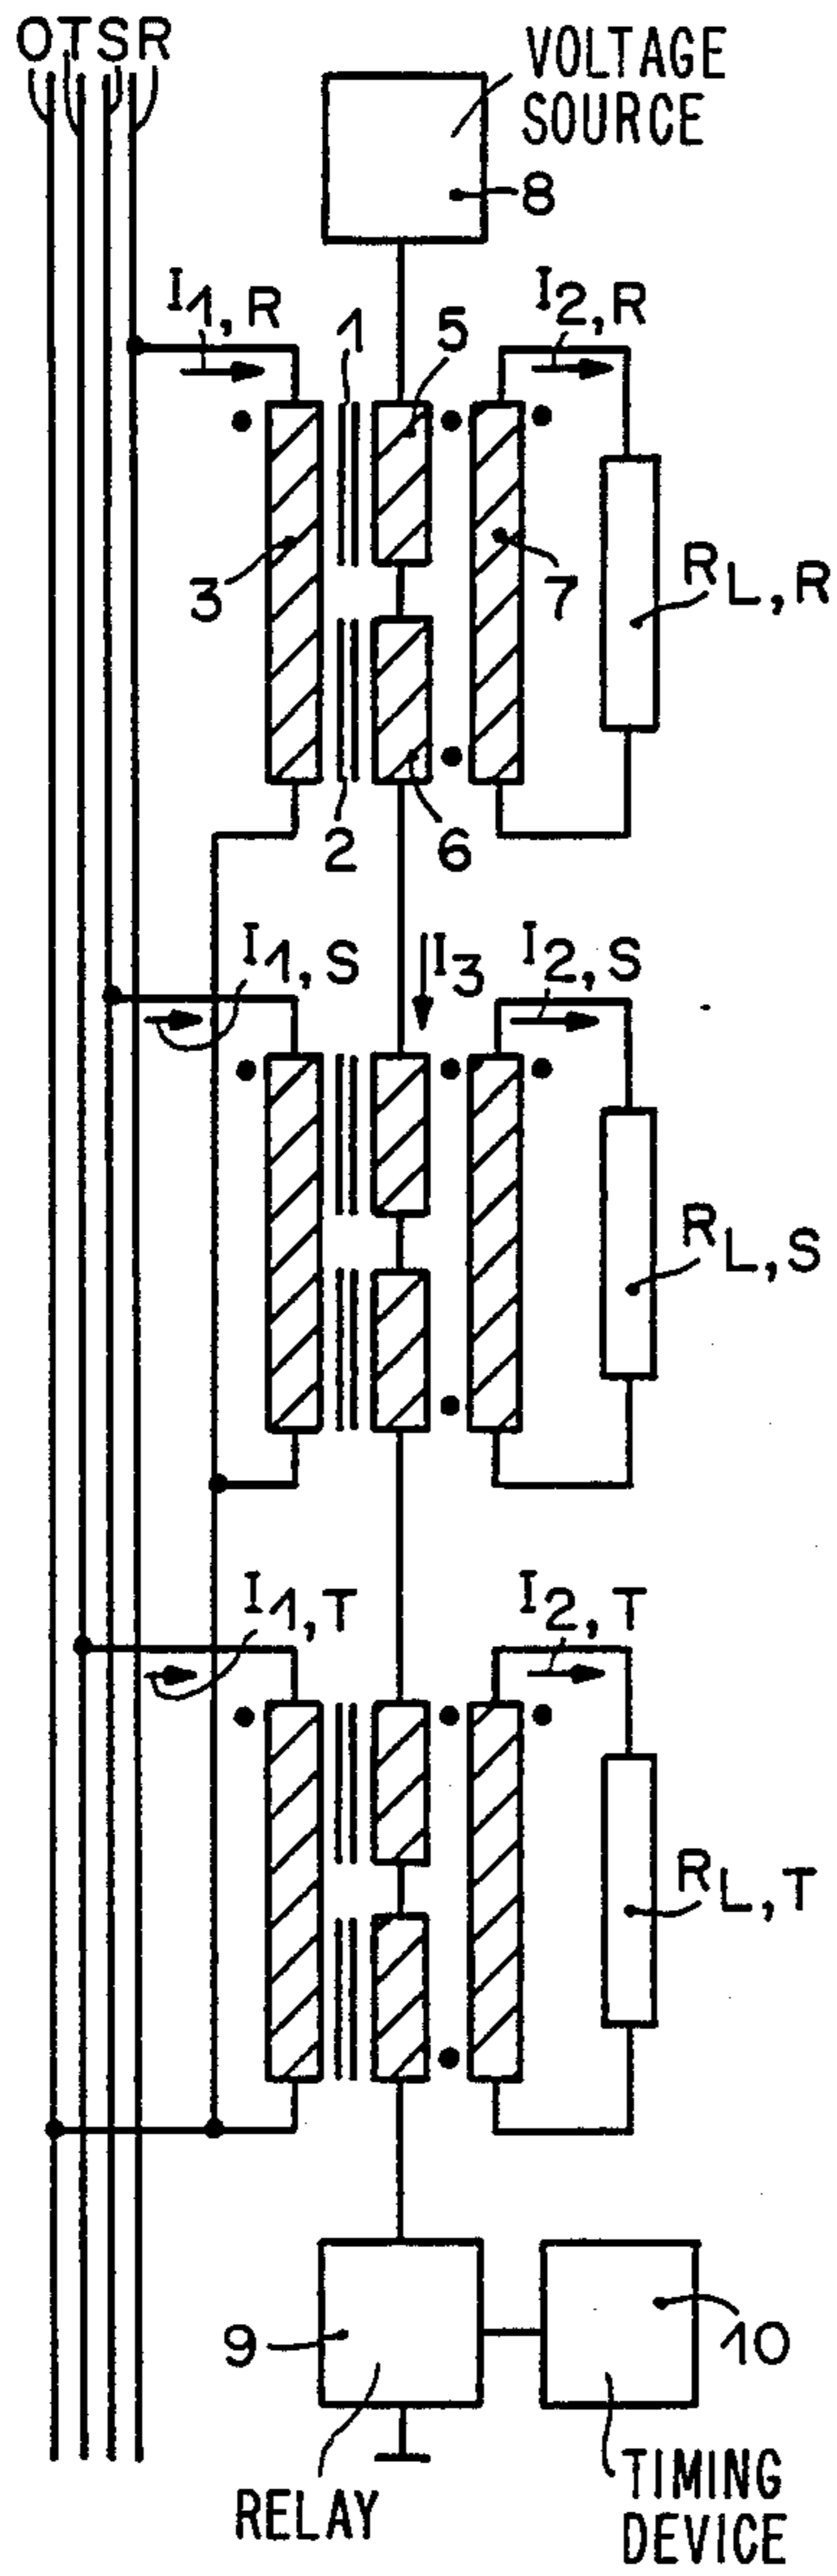 O T S R
VOLTAGE
SOURCE
8
I1,R
1
5
I2,R
3
7
RL,R
2
6
I1,S
I3
I2,S
RL,S
I1,T
I2,T
RL,T
9
10
RELAY
TIMING
DEVICE